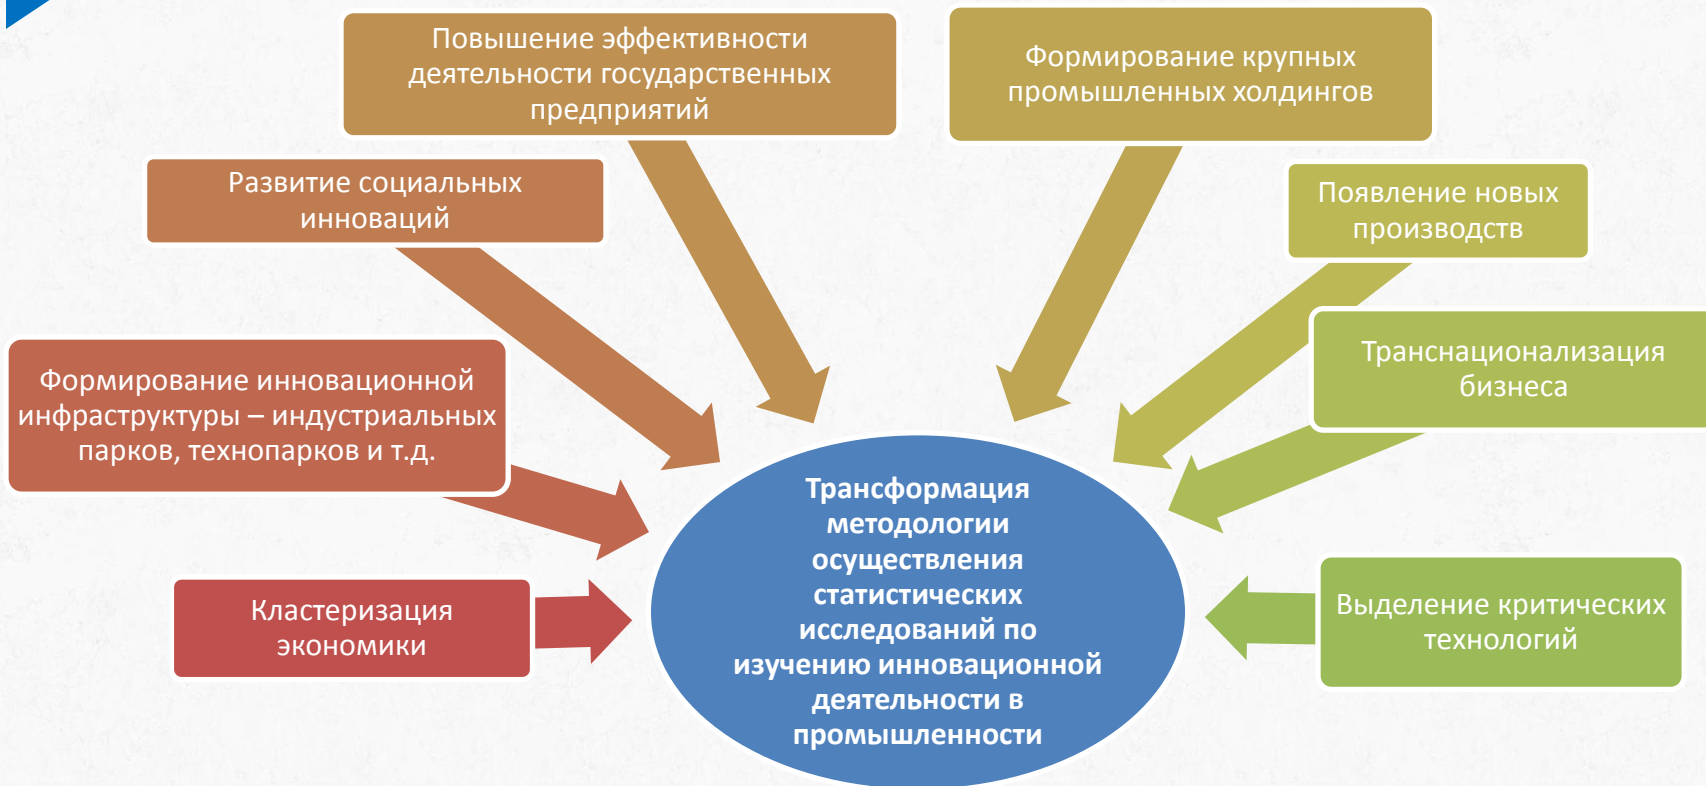 Повышение эффективности
деятельности государственных
предприятий
Формирование крупных
промышленных холдингов
Развитие социальных
инноваций
Появление новых
производств
Формирование инновационной
инфраструктуры – индустриальных
парков, технопарков и т.д.
Транснационализация
бизнеса
Кластеризация
экономики
Выделение критических
технологий
Трансформация
методологии
осуществления
статистических
исследований по
изучению инновационной
деятельности в
промышленности